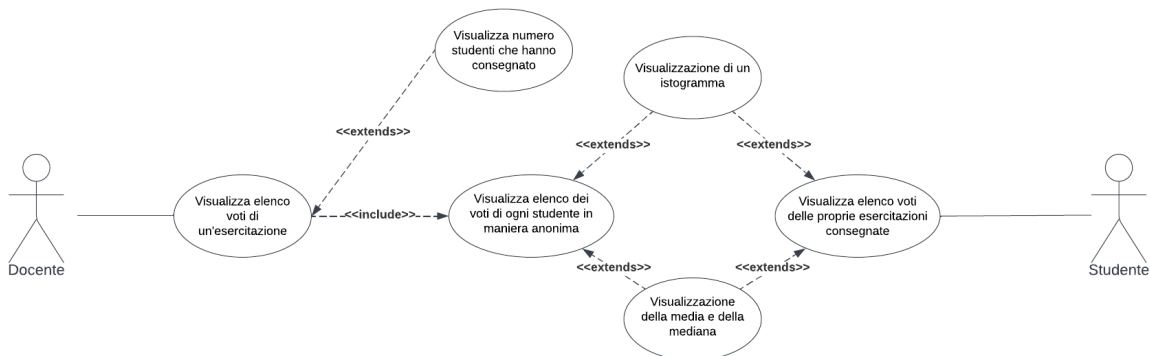 Visualizza numero
studenti che hanno
consegnato
Visualizzazione di un
istogramma
<<extends>>
<<extends>>
<<extends>>
Docente
Visualizza elenco
voti di
un'esercitazione
<<include>>
Visualizza elenco dei
voti di ogni studente in
maniera anonima
Visualizza elenco voti
delle proprie esercitazioni
consegnate
Studente
<<extends>>
<<extends>>
Visualizzazione
della media e della
mediana